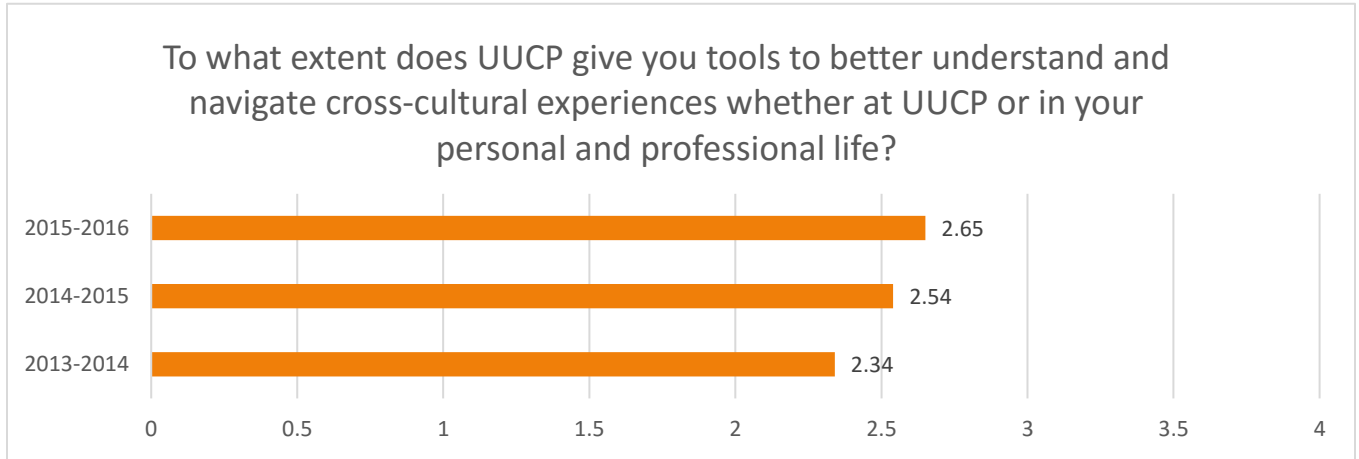 To what extent does UUCP give you tools to better understand and
navigate cross-cultural experiences whether at UUCP or in your
personal and professional life?
2015-2016 2.65
2014-2015 2.54
2013-2014 2.34
0 0.5 1 1.5 2 2.5 3 3.5 4